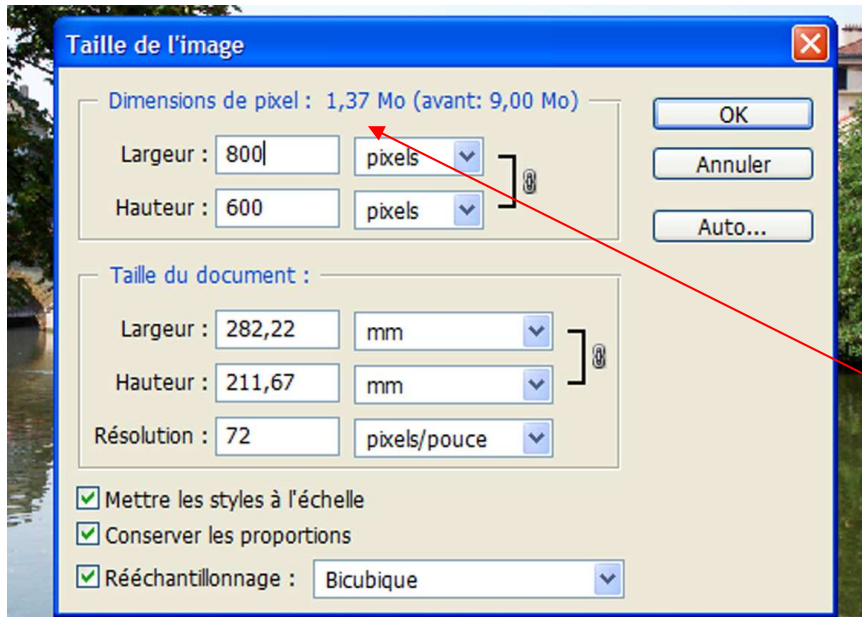 Taille de l'image
Dimensions de pixel : 1,37 Mo (avant: 9,00 Mo)
OK
Largeur : 800 pixels
Annuler
Hauteur : 600 pixels
Auto...
Taille du document :
Largeur : 282,22 mm
Hauteur : 211,67 mm
Résolution : 72 pixels/pouce
Mettre les styles à l'échelle
Conserver les proportions
Rééchantillonnage : Bicubique